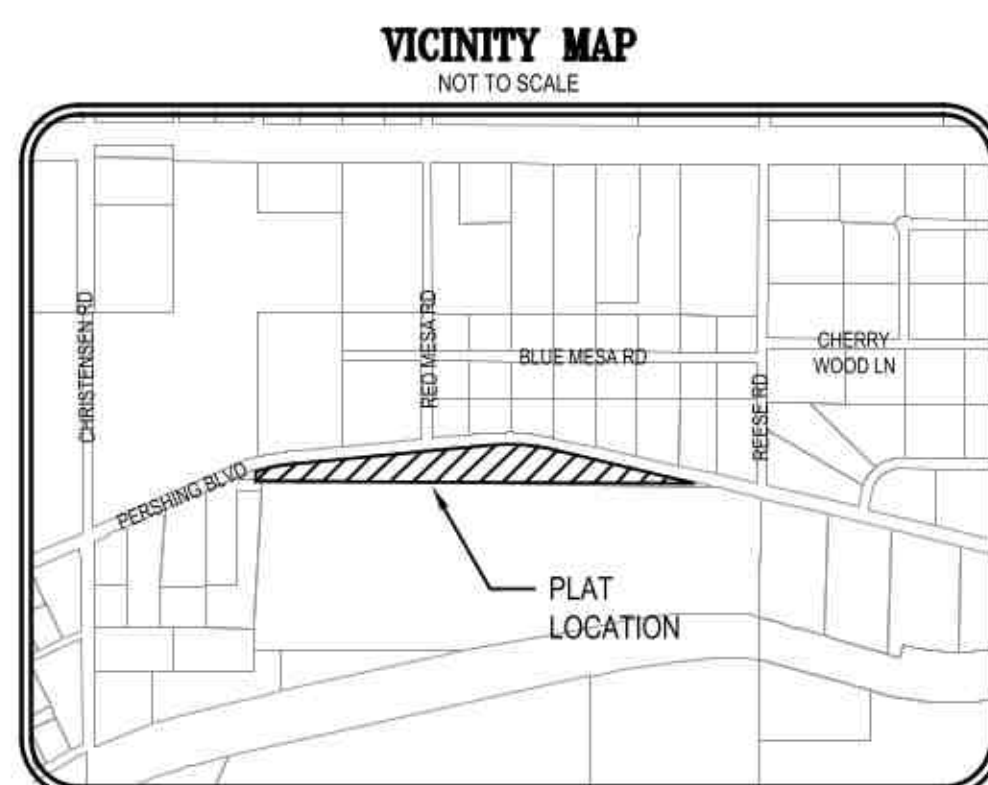 VICINITY MAP
NOT TO SCALE
CHRISTENSEN RD
RED MESA RD
BLUE MESA RD
REESE RD
CHERRY
WOOD LN
PERSHING BLVD
PLAT
LOCATION